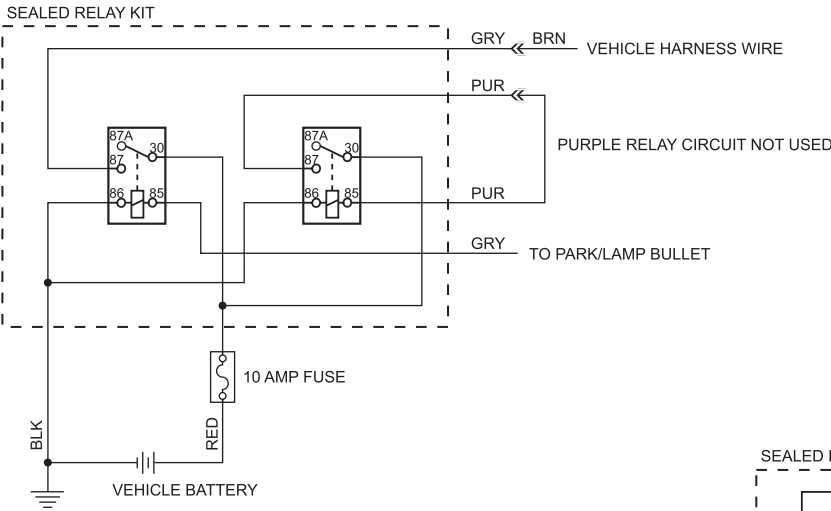 SEALED RELAY KIT
GRY BRN VEHICLE HARNESS WIRE
PUR
87A 30 87A 30
PURPLE RELAY CIRCUIT NOT USED
87 87
86 85 86 85 PUR
GRY TO PARK/LAMP BULLET
10 AMP FUSE
BLK RED
SEALED
VEHICLE BATTERY